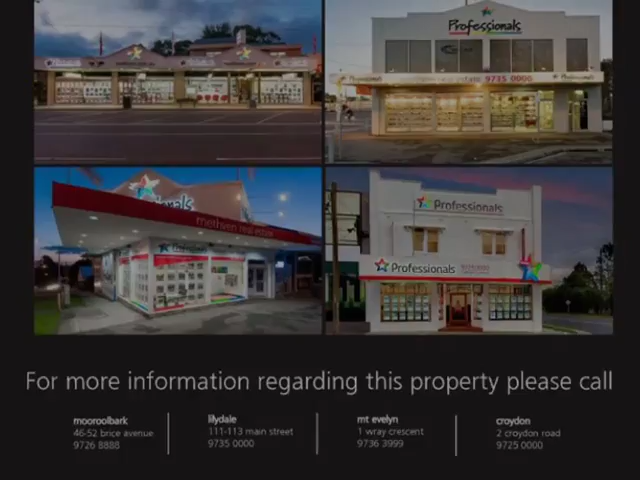 Professionals
9735 0000
Professionals
nals
methven real estate
Professionals
Professionals
Professionals
For more information regarding this property please call
mooroolbark
46-52 brice avenue
9726 8888
lilydale
111-113 main street
9735 0000
mt evelyn
1 wray crescent
9736 3999
croydon
2 croydon road
9725 0000